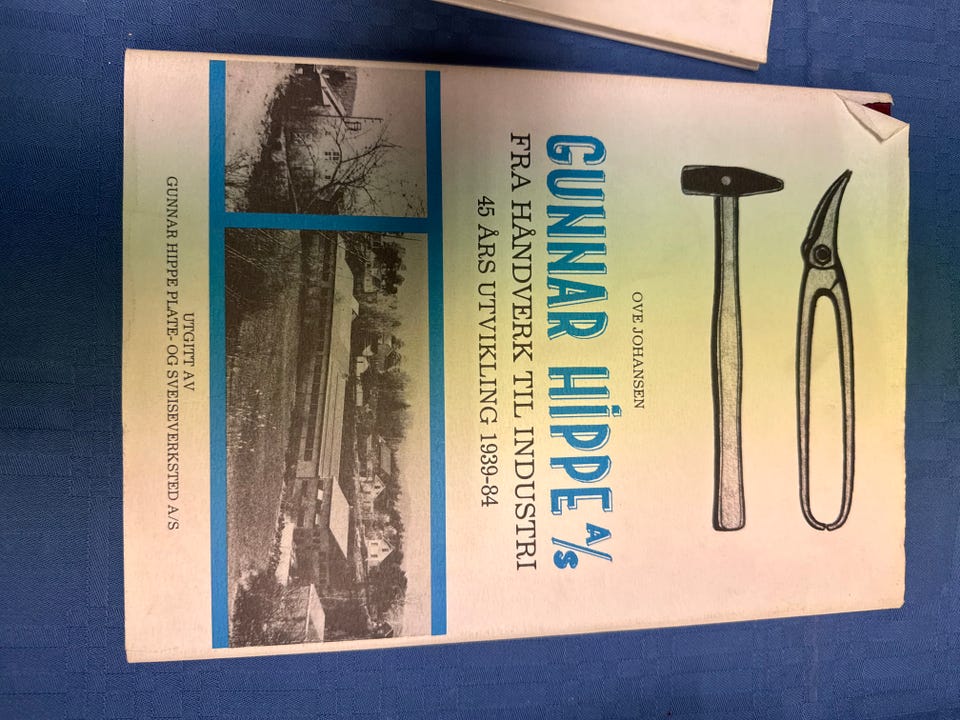 OVE JOHANSEN
GUNNAR HIPPE A/S
FRA HÅNDVERK TIL INDUSTRI
45 ÅRS UTVIKLING 1939-84
UTGITT AV
GUNNAR HIPPE PLATE- OG SVEISEVERKSTED A/S